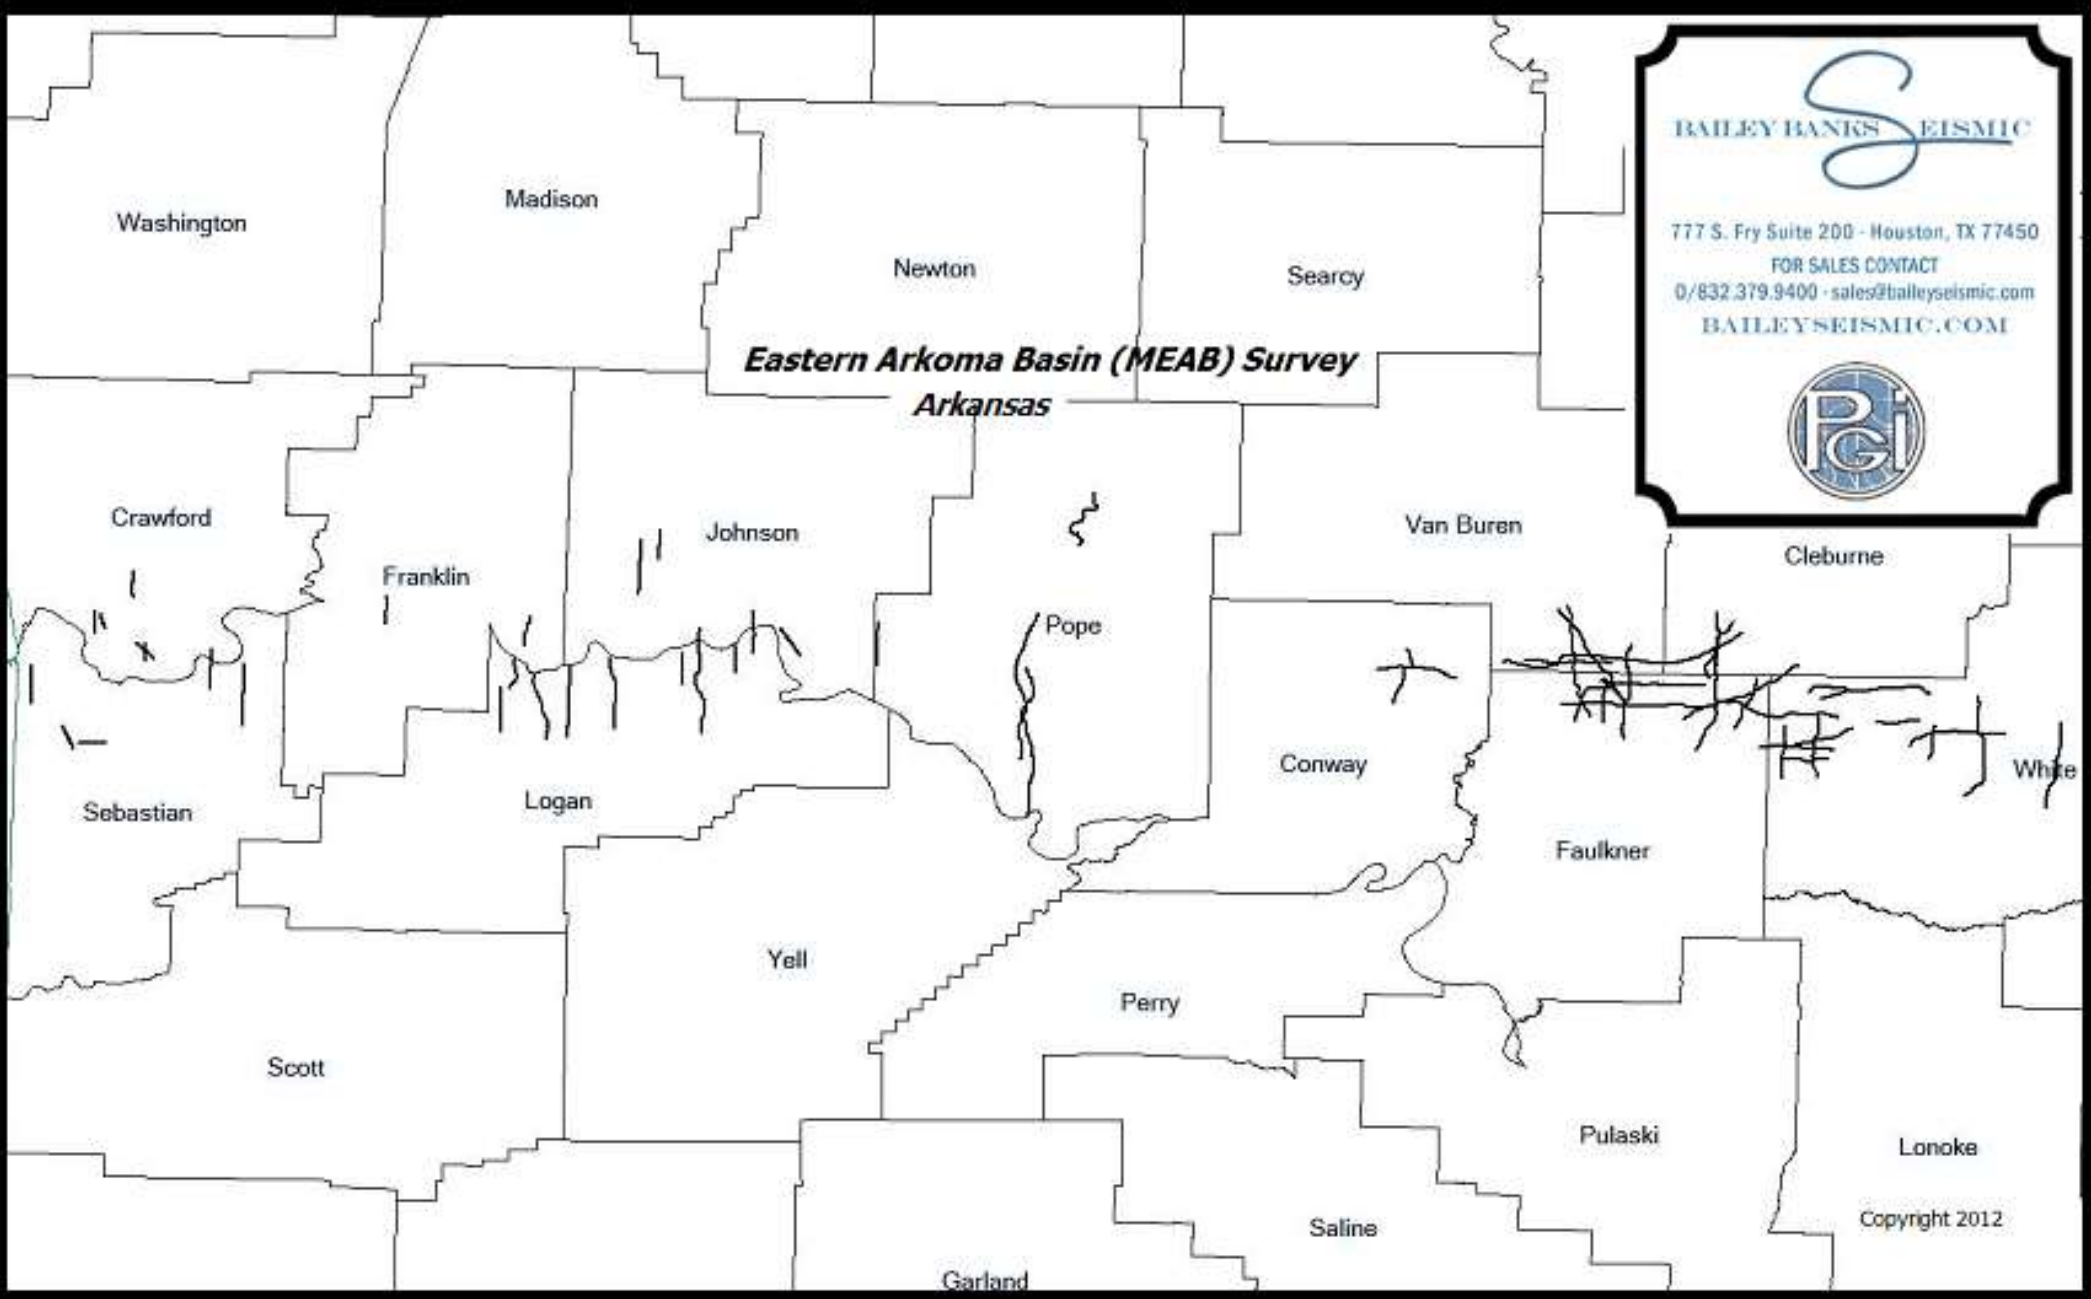 BAILEY BANKS SEISMIC
777 S. Fry Suite 200 - Houston, TX 77450
FOR SALES CONTACT
O/832.379.9400 - sales@baileyseismic.com
BAILEYSEISMIC.COM
PGI
Washington
Madison
Newton
Searcy
Eastern Arkoma Basin (MEAB) Survey
Arkansas
Crawford
Franklin
Johnson
Pope
Van Buren
Cleburne
Sebastian
Logan
Conway
Faulkner
White
Scott
Yell
Perry
Pulaski
Lonoke
Saline
Garland
Copyright 2012